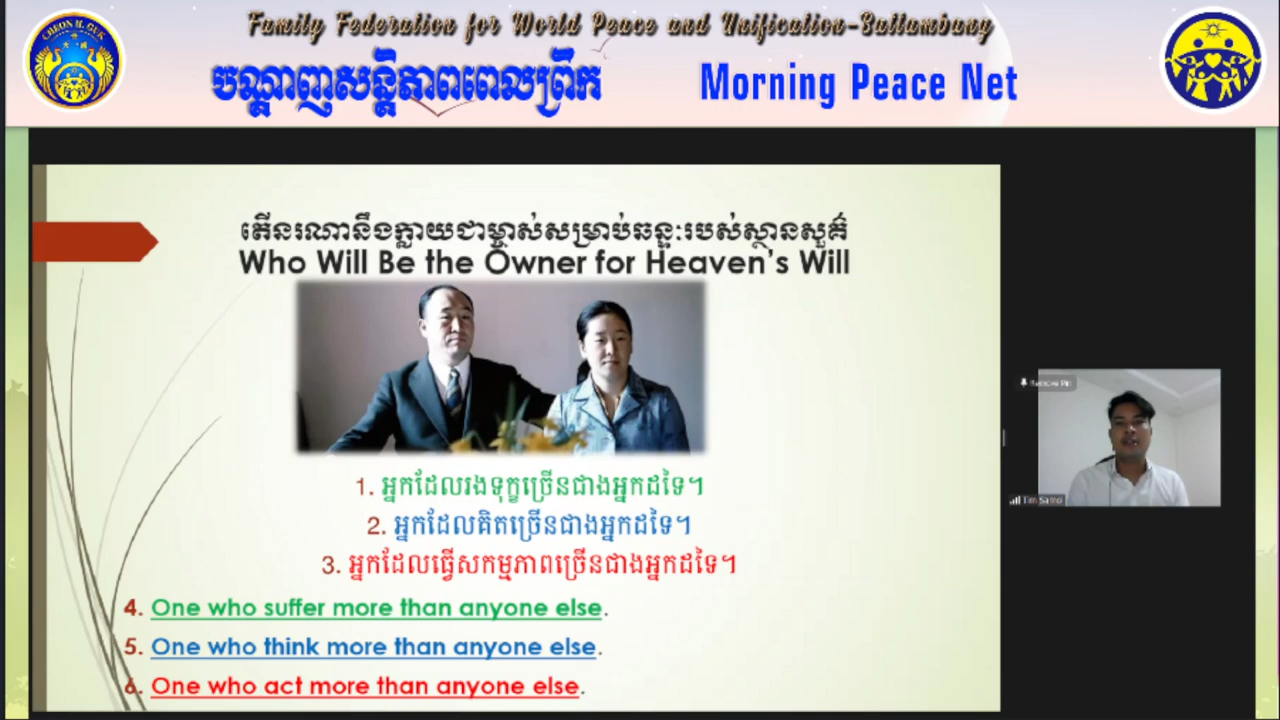 Family Federation for World Peace and Unification-Battambang
បណ្ដាញសន្តិភាពពេលព្រឹក
Morning Peace Net
CHEON IL GUK
តើនរណានឹងក្លាយជាម្ចាស់សម្រាប់ឆន្ទៈរបស់ស្ថានសួគ៌
Who Will Be the Owner for Heaven's Will
1. អ្នកដែលរងទុក្ខច្រើនជាងអ្នកដទៃ។
2. អ្នកដែលគិតច្រើនជាងអ្នកដទៃ។
3. អ្នកដែលធ្វើសកម្មភាពច្រើនជាងអ្នកដទៃ។
4. One who suffer more than anyone else.
5. One who think more than anyone else.
6. One who act more than anyone else.
Remove Pin
Tim Samo